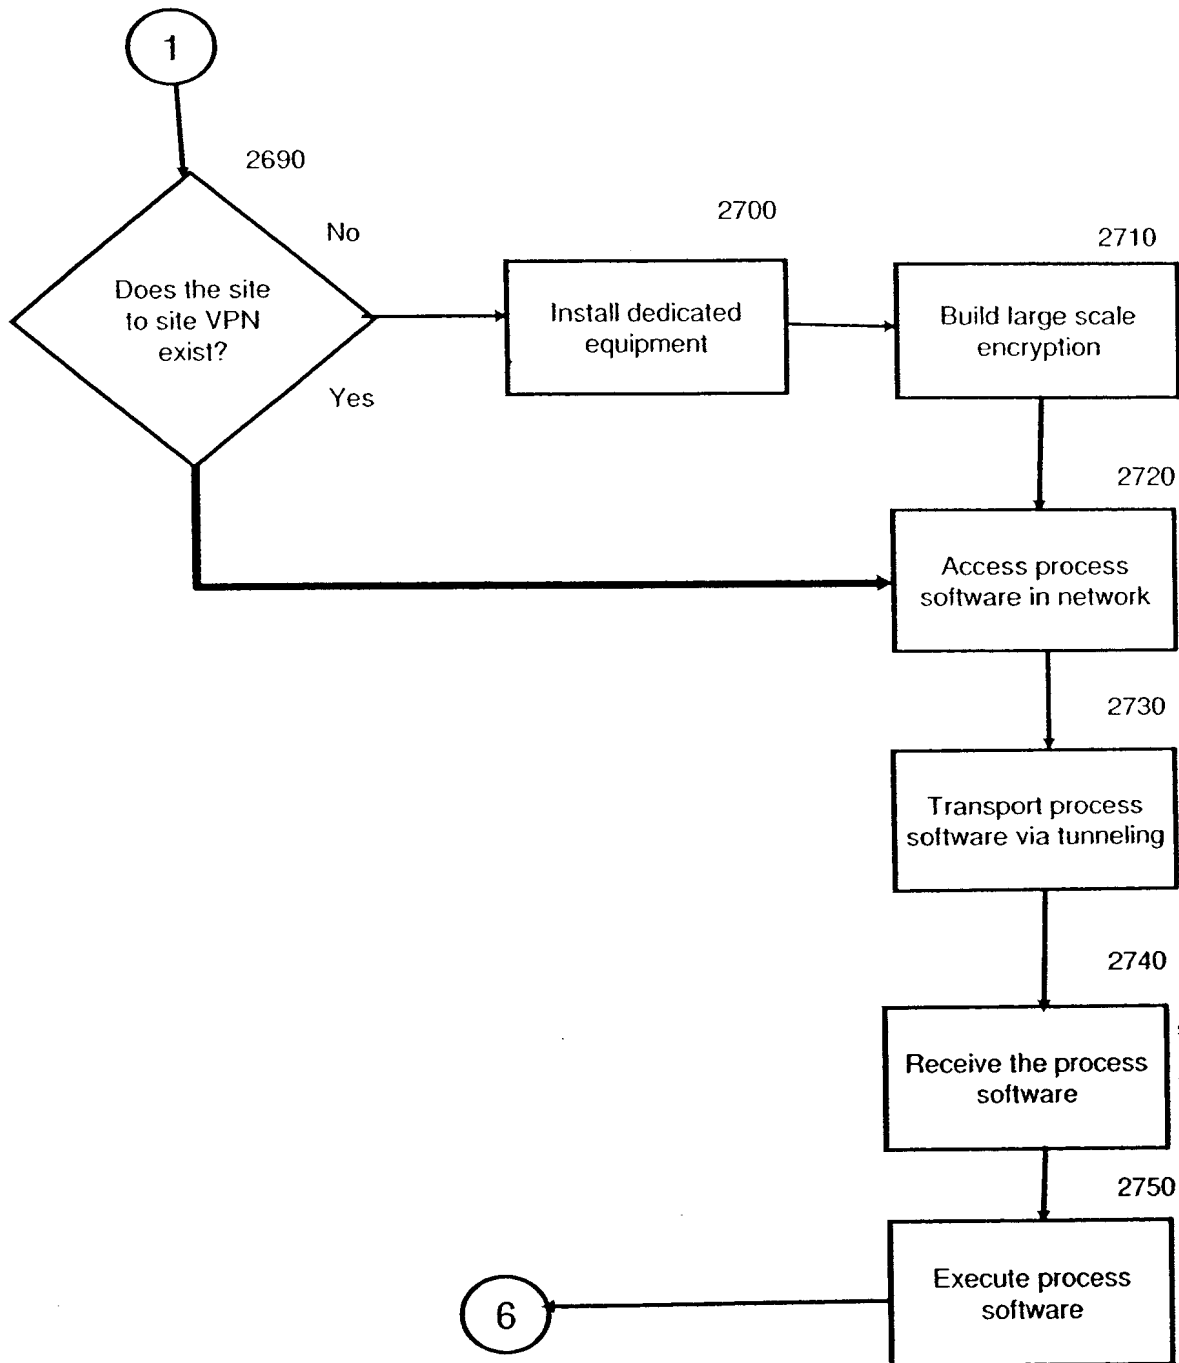 1
2690
No
2700
2710
Does the site
to site VPN
exist?
Install dedicated
equipment
Build large scale
encryption
Yes
2720
Access process
software in network
2730
Transport process
software via tunneling
2740
Receive the process
software
2750
Execute process
software
6